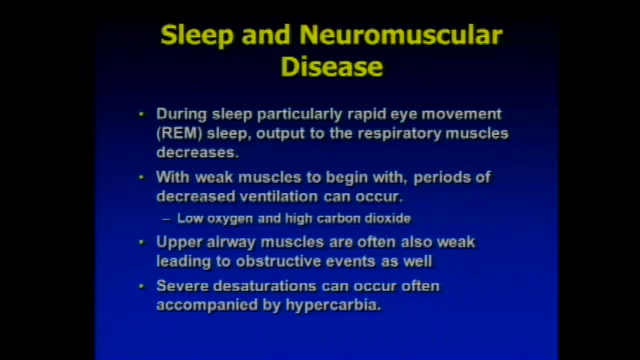 Sleep and Neuromuscular
Disease
• During sleep particularly rapid eye movement
(REM) sleep, output to the respiratory muscles
decreases.
• With weak muscles to begin with, periods of
decreased ventilation can occur.
– Low oxygen and high carbon dioxide
• Upper airway muscles are often also weak
leading to obstructive events as well
• Severe desaturations can occur often
accompanied by hypercarbia.